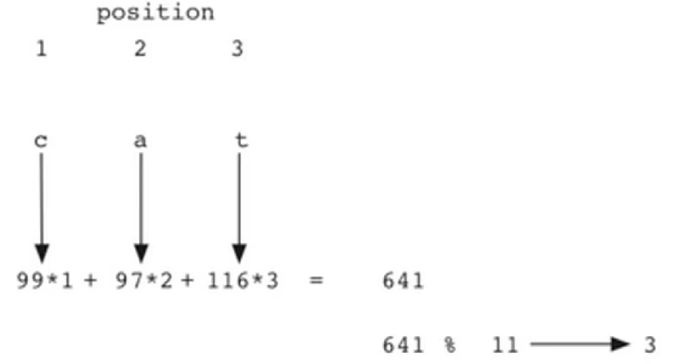 position
1 2 3
c a t
99*1 + 97*2 + 116*3 = 641
641 % 11 3